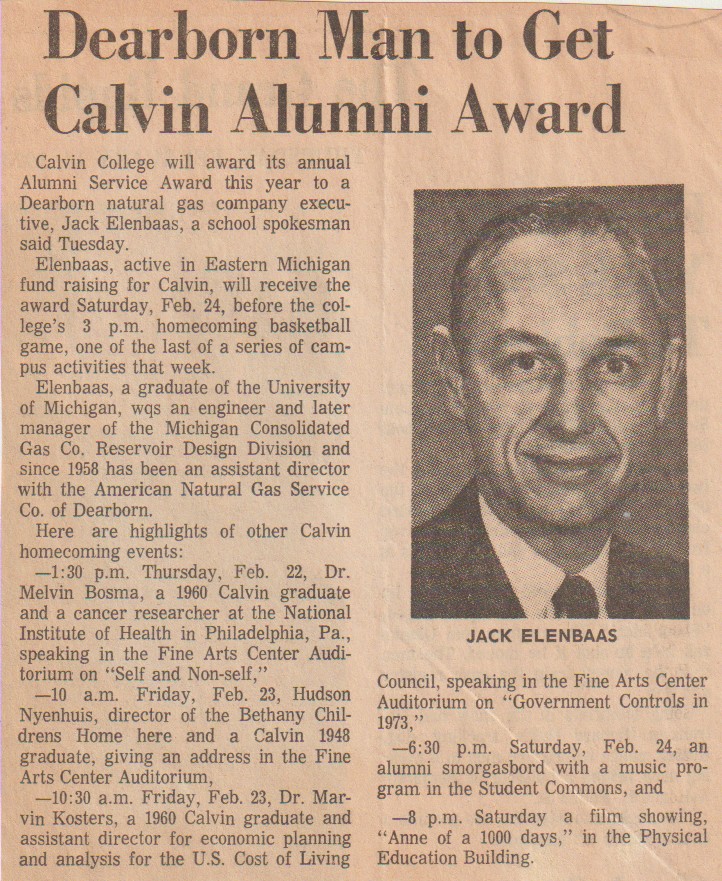 Dearborn Man to Get
Calvin Alumni Award
Calvin College will award its annual
Alumni Service Award this year to a
Dearborn natural gas company execu-
tive, Jack Elenbaas, a school spokesman
said Tuesday.
Elenbaas, active in Eastern Michigan
fund raising for Calvin, will receive the
award Saturday, Feb. 24, before the col-
lege's 3 p.m. homecoming basketball
game, one of the last of a series of cam-
pus activities that week.
Elenbaas, a graduate of the University
of Michigan, wqs an engineer and later
manager of the Michigan Consolidated
Gas Co. Reservoir Design Division and
since 1958 has been an assistant director
with the American Natural Gas Service
Co. of Dearborn.
Here are highlights of other Calvin
homecoming events:
—1:30 p.m. Thursday, Feb. 22, Dr.
Melvin Bosma, a 1960 Calvin graduate
and a cancer researcher at the National
Institute of Health in Philadelphia, Pa.,
speaking in the Fine Arts Center Audi-
torium on "Self and Non-self,"
—10 a.m. Friday, Feb. 23, Hudson
Nyenhuis, director of the Bethany Chil-
drens Home here and a Calvin 1948
graduate, giving an address in the Fine
Arts Center Auditorium,
—10:30 a.m. Friday, Feb. 23, Dr. Mar-
vin Kosters, a 1960 Calvin graduate and
assistant director for economic planning
and analysis for the U.S. Cost of Living
JACK ELENBAAS
Council, speaking in the Fine Arts Center
Auditorium on "Government Controls in
1973,"
—6:30 p.m. Saturday, Feb. 24, an
alumni smorgasbord with a music pro-
gram in the Student Commons, and
—8 p.m. Saturday a film showing,
"Anne of a 1000 days," in the Physical
Education Building.